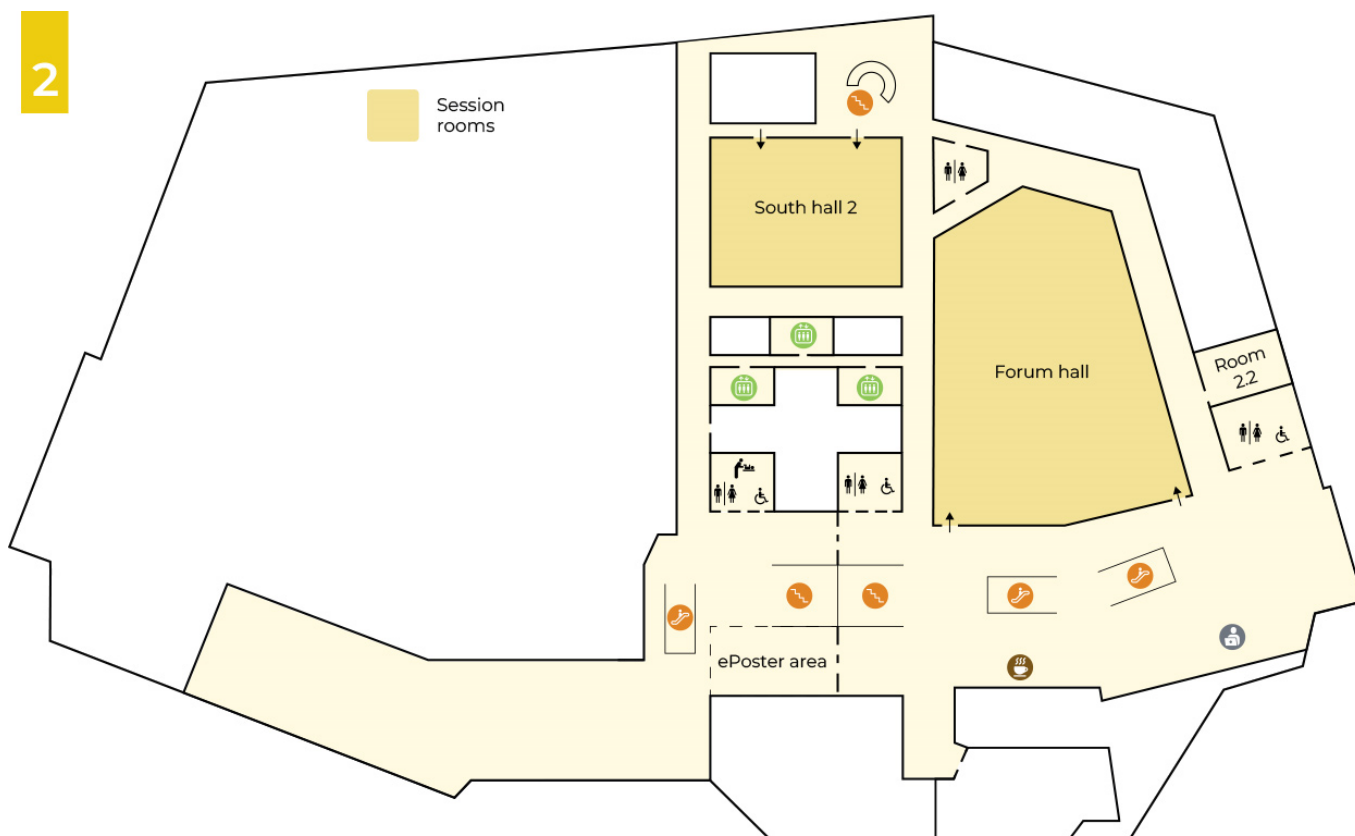 2
Session
rooms
South hall 2
Forum hall
Room
2.2
ePoster area